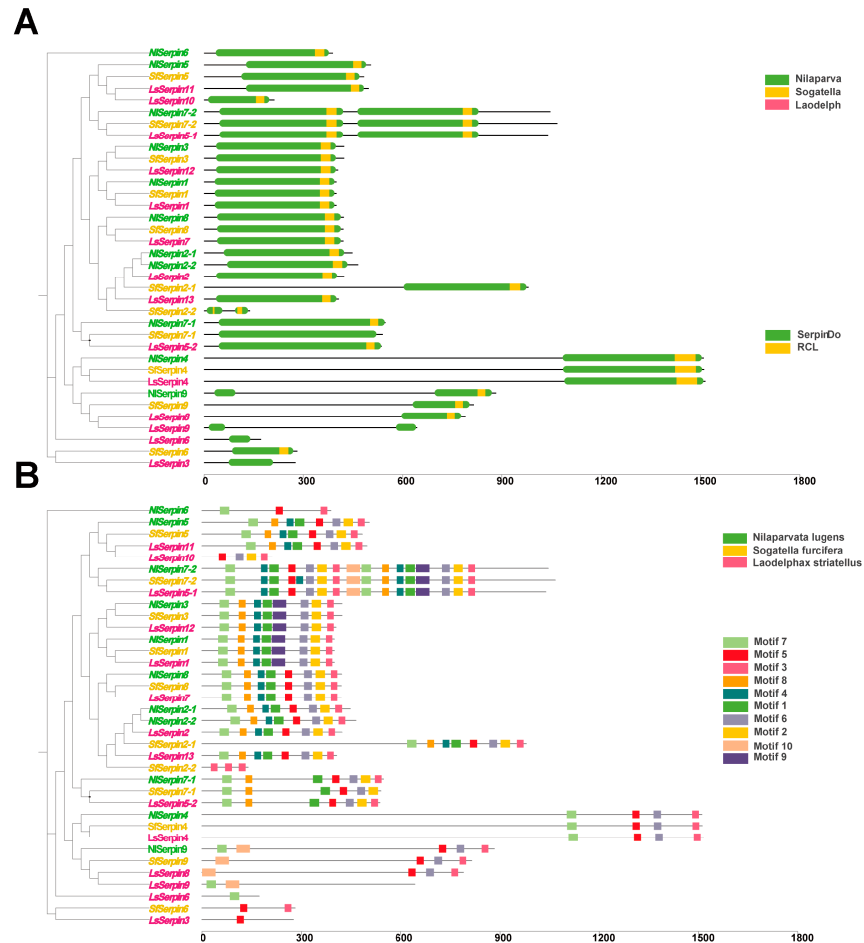 A
NlSerpin6
NlSerpin5
SfSerpin5
LsSerpin11
LsSerpin10
NlSerpin7-2
SfSerpin7-2
LsSerpin5-1
NlSerpin3
SfSerpin3
LsSerpin12
NlSerpin1
SfSerpin1
LsSerpin1
NlSerpin8
SfSerpin8
LsSerpin7
NlSerpin2-1
NlSerpin2-2
LsSerpin2
SfSerpin2-1
LsSerpin13
SfSerpin2-2
NlSerpin7-1
SfSerpin7-1
LsSerpin5-2
NlSerpin4
SfSerpin4
LsSerpin4
NlSerpin9
SfSerpin9
LsSerpin8
LsSerpin9
LsSerpin6
SfSerpin6
LsSerpin3
Nilaparva
Sogatella
Laodelph
SerpinDo
RCL
0 300 600 900 1200 1500 1800
B
NlSerpin6
NlSerpin5
SfSerpin5
LsSerpin11
LsSerpin10
NlSerpin7-2
SfSerpin7-2
LsSerpin5-1
NlSerpin3
SfSerpin3
LsSerpin12
NlSerpin1
SfSerpin1
LsSerpin1
NlSerpin8
SfSerpin8
LsSerpin7
NlSerpin2-1
NlSerpin2-2
LsSerpin2
SfSerpin2-1
LsSerpin13
SfSerpin2-2
NlSerpin7-1
SfSerpin7-1
LsSerpin5-2
NlSerpin4
SfSerpin4
LsSerpin4
NlSerpin9
SfSerpin9
LsSerpin8
LsSerpin9
LsSerpin6
SfSerpin6
LsSerpin3
Nilaparvata lugens
Sogatella furcifera
Laodelphax striatellus
Motif 7
Motif 5
Motif 3
Motif 8
Motif 4
Motif 1
Motif 6
Motif 2
Motif 10
Motif 9
0 300 600 900 1200 1500 1800